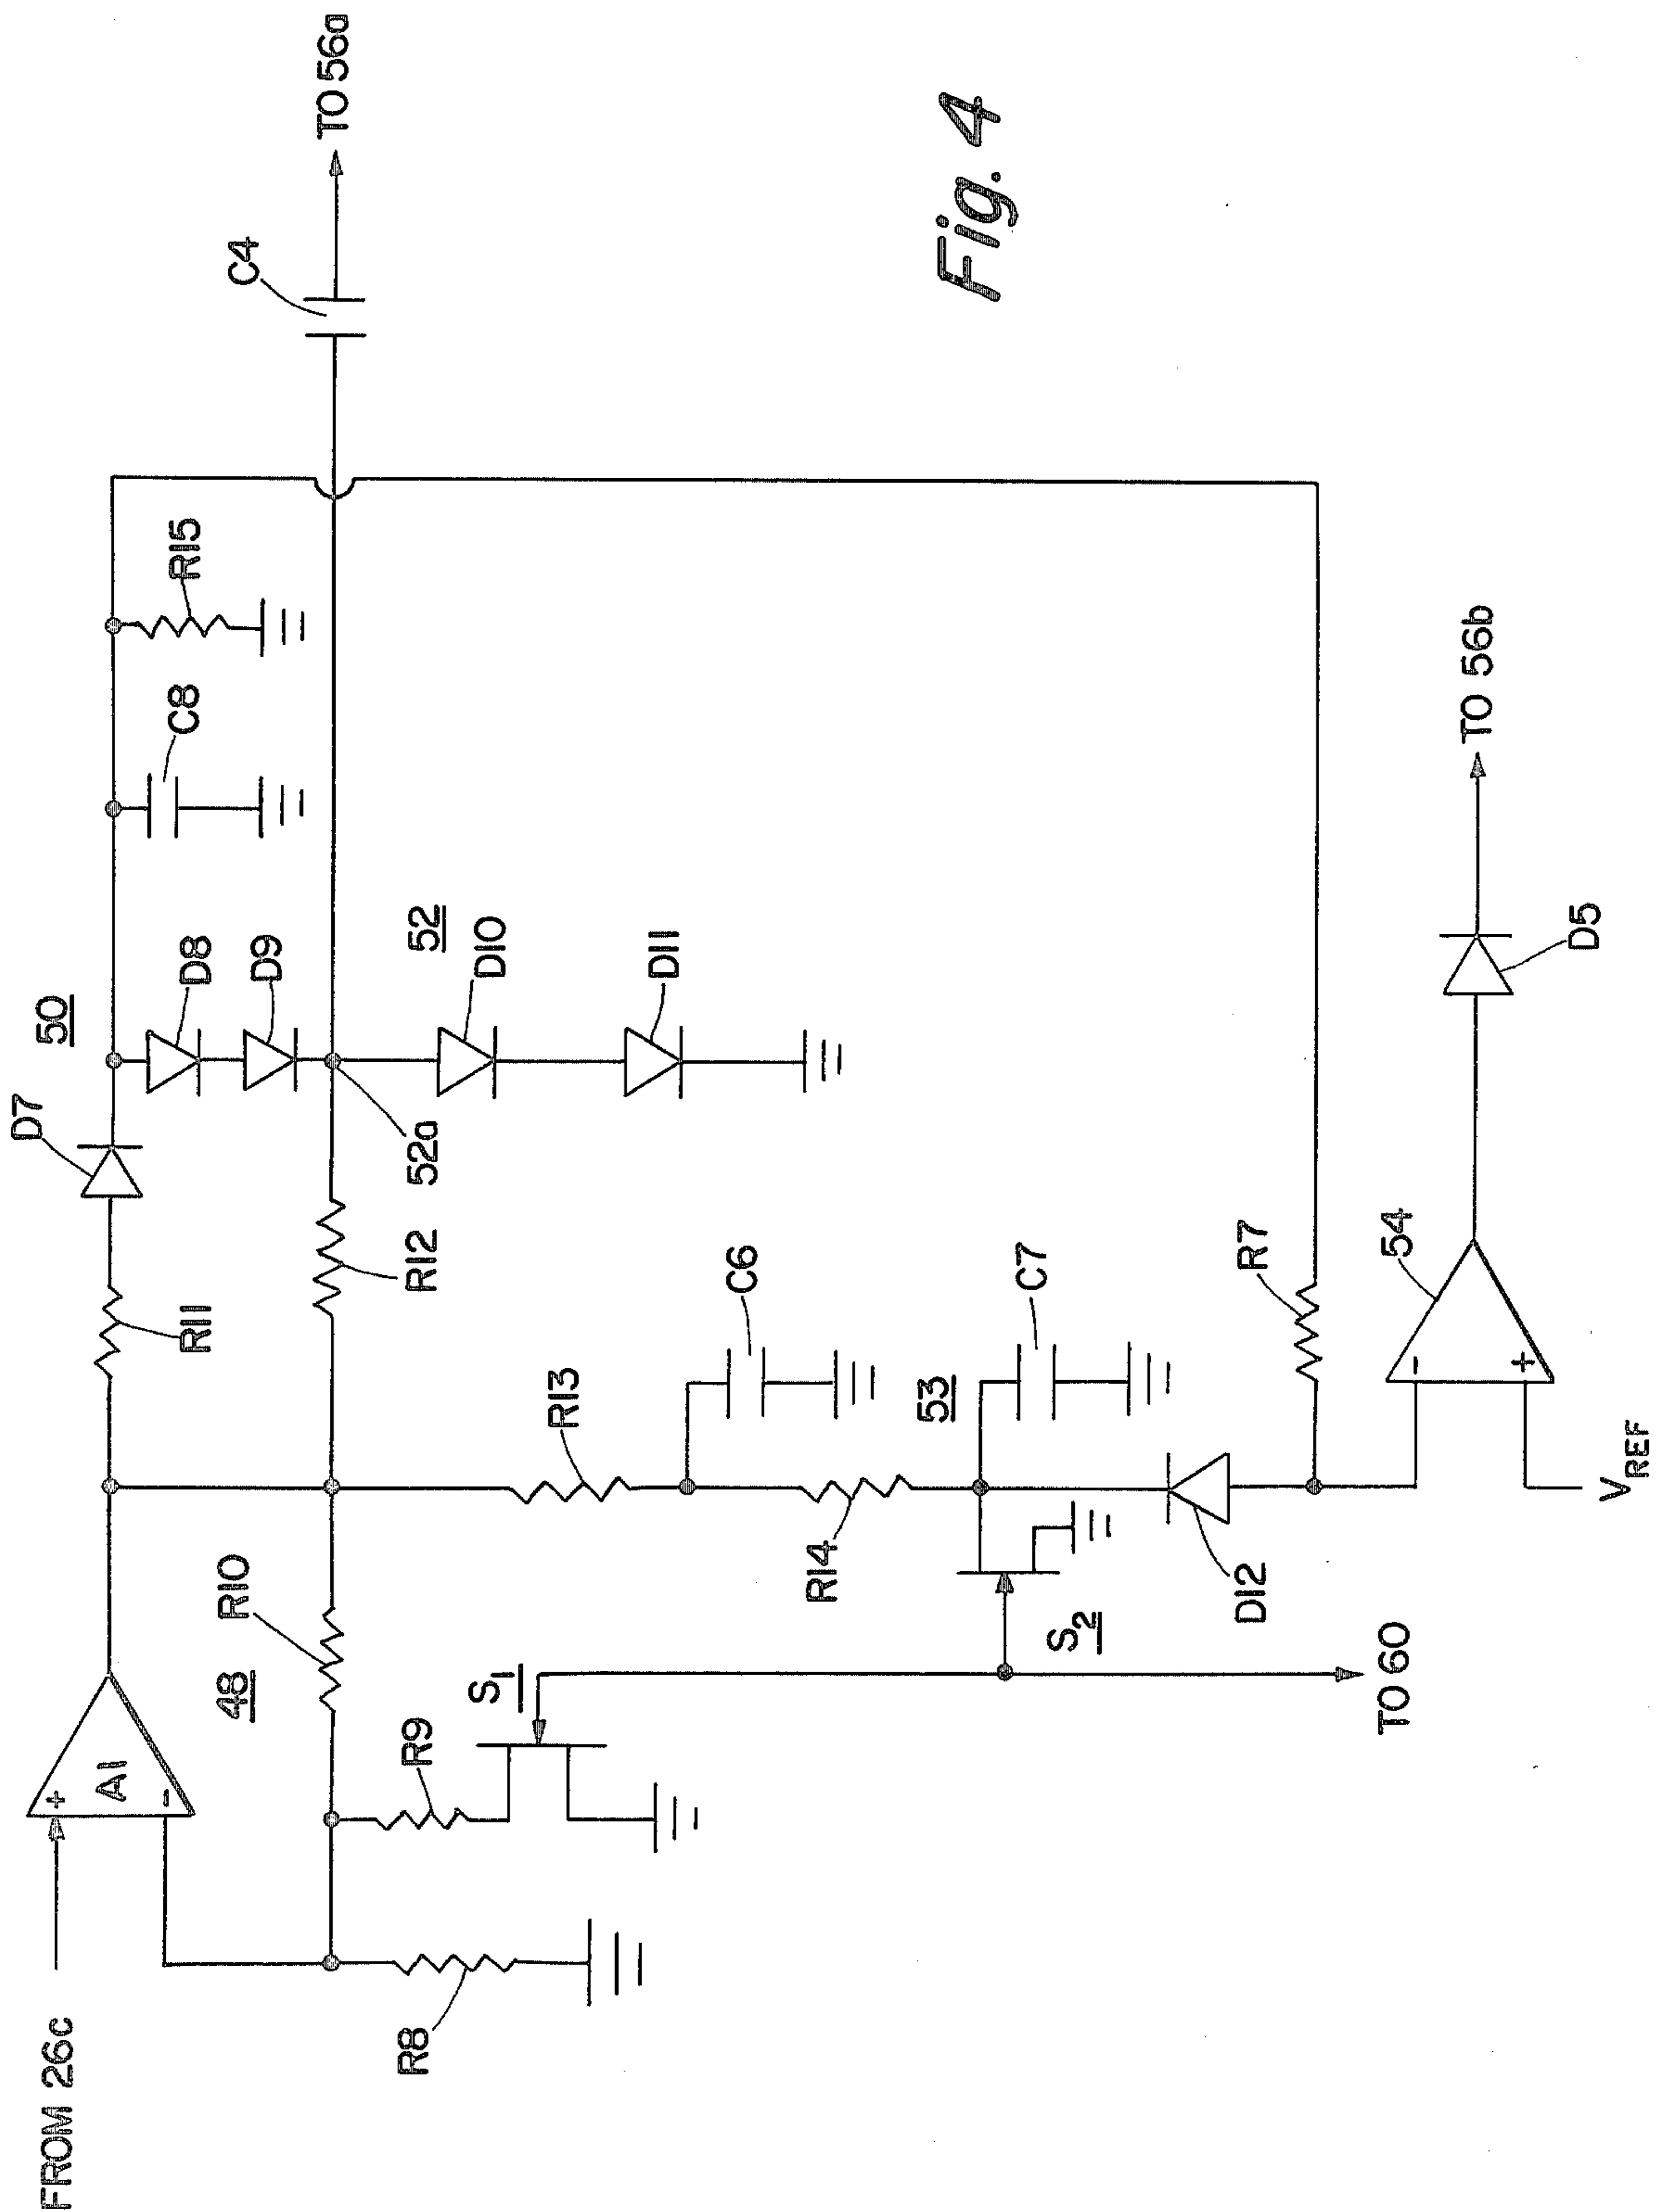 FROM 26c
A1
+
-
R8
R9
48
R10
S1
R11
D7
50
D8
D9
C8
R15
C4
TO 56a
R12
52a
52
D10
D11
R13
C6
R14
53
C7
S2
D12
TO 60
R7
54
-
+
VREF
D5
TO 56b
Fig. 4